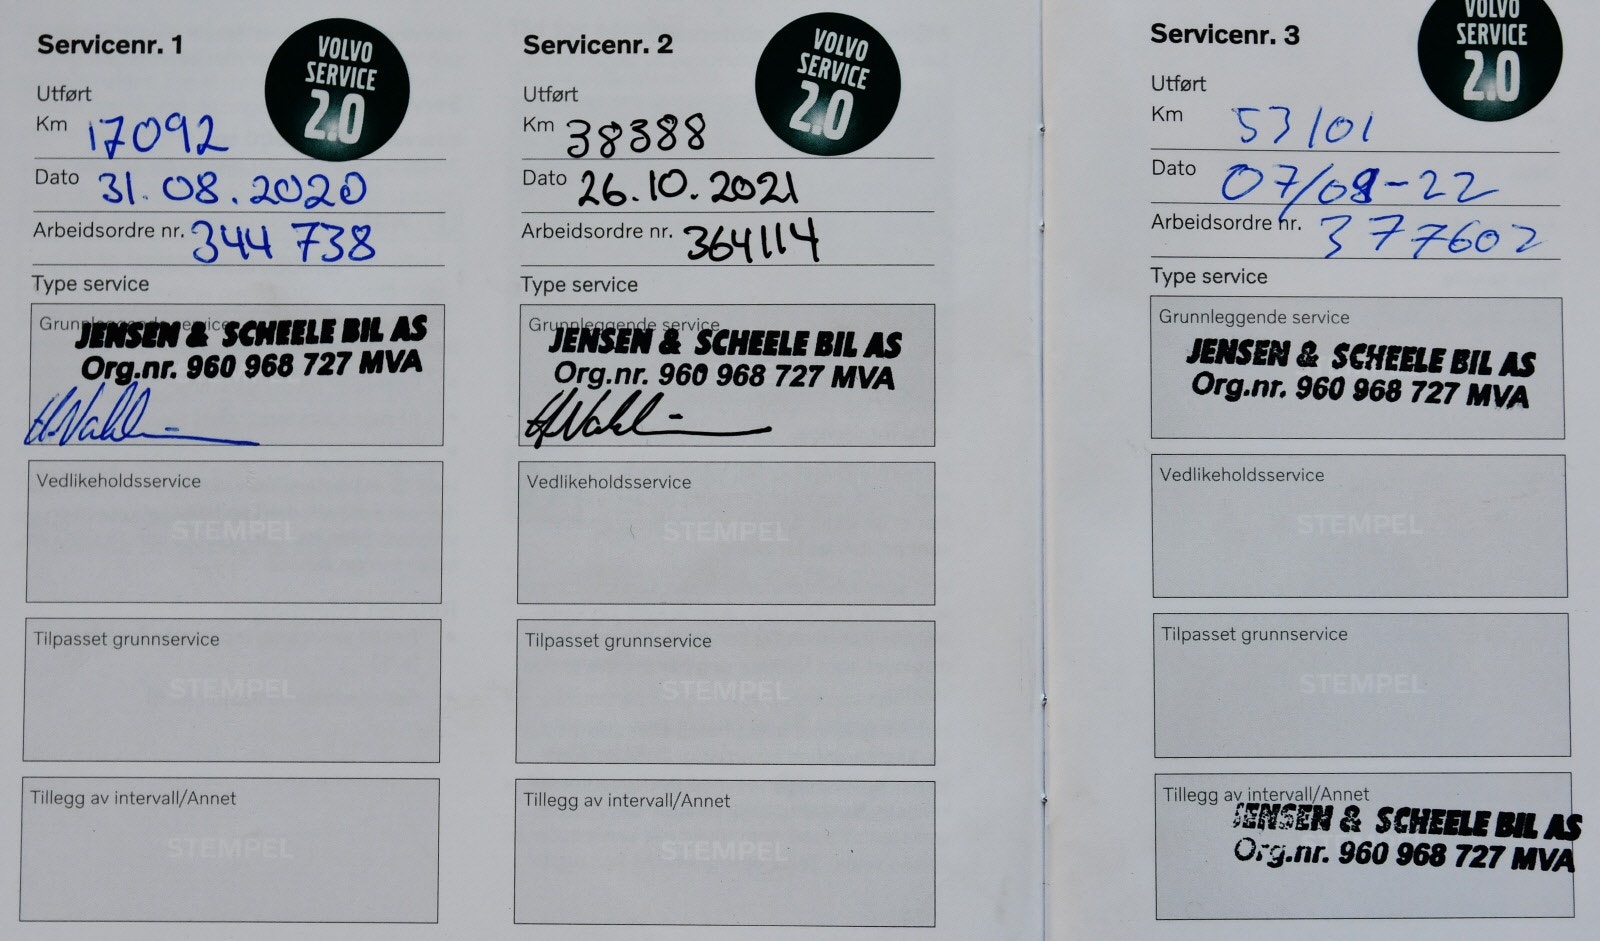 Servicenr. 1
VOLVO
SERVICE
2.0
Utført
Km 17092
Dato 31.08.2020
Arbeidsordre nr. 344 738
Type service
Grunnleggende service
JENSEN & SCHEELE BIL AS
Org.nr. 960 968 727 MVA
Vedlikeholdsservice
STEMPEL
Tilpasset grunnservice
STEMPEL
Tillegg av intervall/Annet
STEMPEL
Servicenr. 2
VOLVO
SERVICE
2.0
Utført
Km 38388
Dato 26.10.2021
Arbeidsordre nr. 364114
Type service
Grunnleggende service
JENSEN & SCHEELE BIL AS
Org.nr. 960 968 727 MVA
Vedlikeholdsservice
STEMPEL
Tilpasset grunnservice
STEMPEL
Tillegg av intervall/Annet
STEMPEL
Servicenr. 3
VOLVO
SERVICE
2.0
Utført
Km 53101
Dato
Arbeidsordre nr. 377602
Type service
Grunnleggende service
JENSEN & SCHEELE BIL AS
Org.nr. 960 968 727 MVA
Vedlikeholdsservice
STEMPEL
Tilpasset grunnservice
STEMPEL
Tillegg av intervall/Annet
JENSEN & SCHEELE BIL AS
Org.nr. 960 968 727 MVA